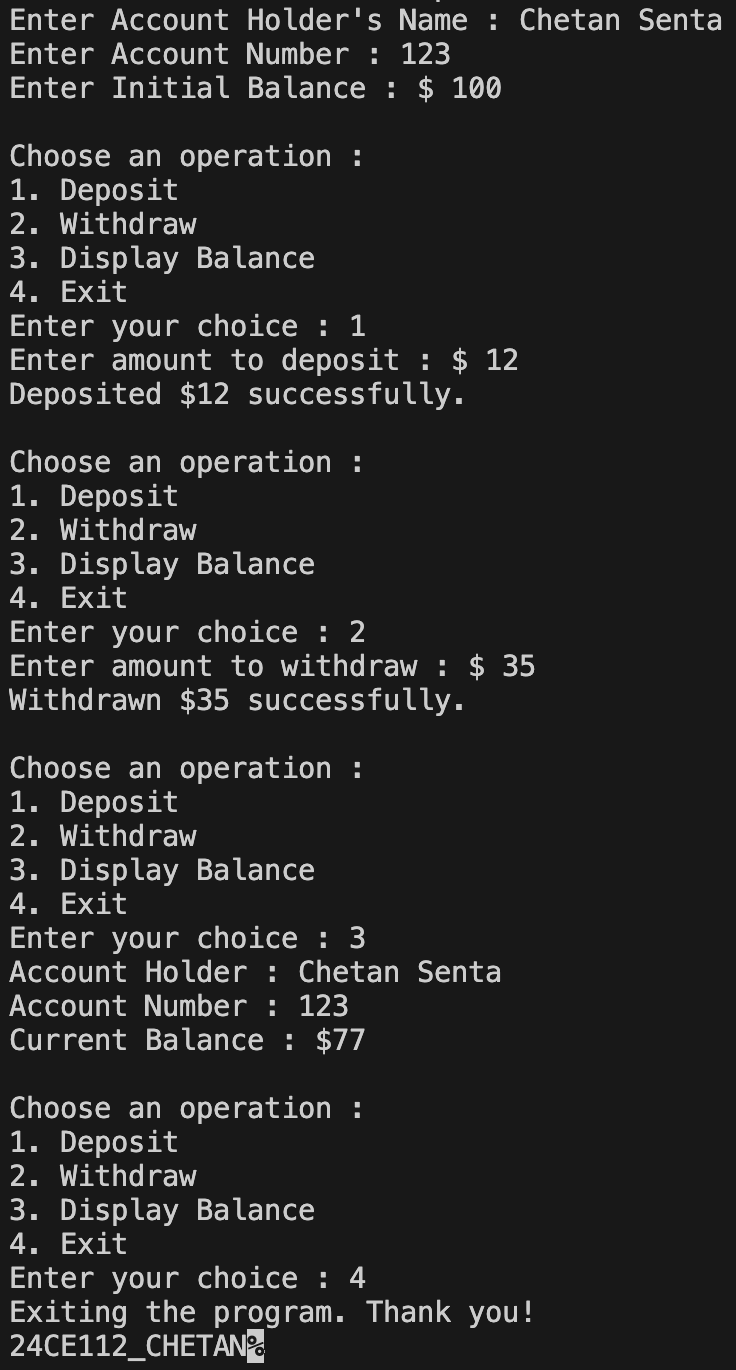 Enter Account Holder's Name : Chetan Senta
Enter Account Number : 123
Enter Initial Balance : $ 100

Choose an operation :
1. Deposit
2. Withdraw
3. Display Balance
4. Exit
Enter your choice : 1
Enter amount to deposit : $ 12
Deposited $12 successfully.

Choose an operation :
1. Deposit
2. Withdraw
3. Display Balance
4. Exit
Enter your choice : 2
Enter amount to withdraw : $ 35
Withdrawn $35 successfully.

Choose an operation :
1. Deposit
2. Withdraw
3. Display Balance
4. Exit
Enter your choice : 3
Account Holder : Chetan Senta
Account Number : 123
Current Balance : $77

Choose an operation :
1. Deposit
2. Withdraw
3. Display Balance
4. Exit
Enter your choice : 4
Exiting the program. Thank you!
24CE112_CHETAN%